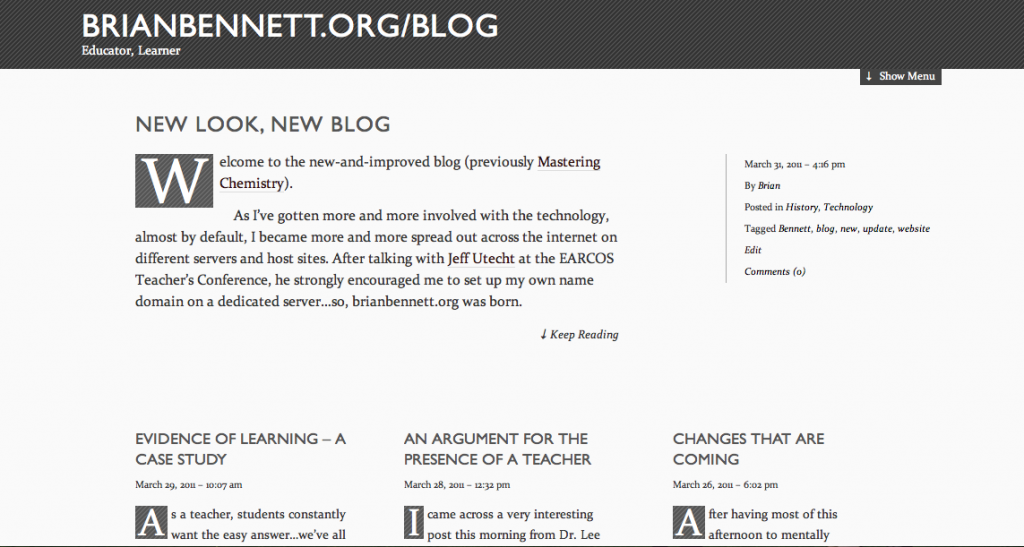 BRIANBENNETT.ORG/BLOG
Educator, Learner
↓ Show Menu
NEW LOOK, NEW BLOG
Welcome to the new-and-improved blog (previously Mastering
Chemistry).
As I've gotten more and more involved with the technology,
almost by default, I became more and more spread out across the internet on
different servers and host sites. After talking with Jeff Utecht at the EARCOS
Teacher's Conference, he strongly encouraged me to set up my own name
domain on a dedicated server...so, brianbennett.org was born.
↓ Keep Reading
March 31, 2011 – 4:16 pm
By Brian
Posted in History, Technology
Tagged Bennett, blog, new, update, website
Edit
Comments (0)
EVIDENCE OF LEARNING – A
CASE STUDY
March 29, 2011 – 10:07 am
As a teacher, students constantly
want the easy answer...we've all
AN ARGUMENT FOR THE
PRESENCE OF A TEACHER
March 28, 2011 – 12:32 pm
I came across a very interesting
post this morning from Dr. Lee
CHANGES THAT ARE
COMING
March 26, 2011 – 6:02 pm
After having most of this
afternoon to mentally